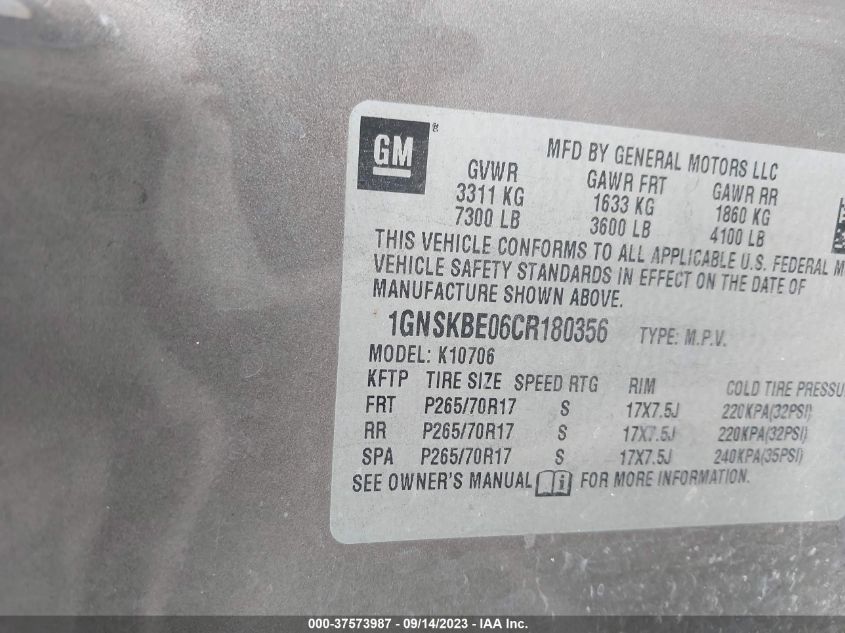 GM ®
MFD BY GENERAL MOTORS LLC
GVWR GAWR FRT GAWR RR
3311 KG 1633 KG 1860 KG
7300 LB 3600 LB 4100 LB
THIS VEHICLE CONFORMS TO ALL APPLICABLE U.S. FEDERAL M
VEHICLE SAFETY STANDARDS IN EFFECT ON THE DATE OF
MANUFACTURE SHOWN ABOVE.
1GNSKBE06CR180356 TYPE: M.P.V.
MODEL: K10706
KFTP TIRE SIZE SPEED RTG RIM COLD TIRE PRESSU
FRT P265/70R17 S 17X7.5J 220KPA(32PSI)
RR P265/70R17 S 17X7.5J 220KPA(32PSI)
SPA P265/70R17 S 17X7.5J 240KPA(35PSI)
SEE OWNER'S MANUAL i FOR MORE INFORMATION.
000-37573987 - 09/14/2023 - IAA Inc.